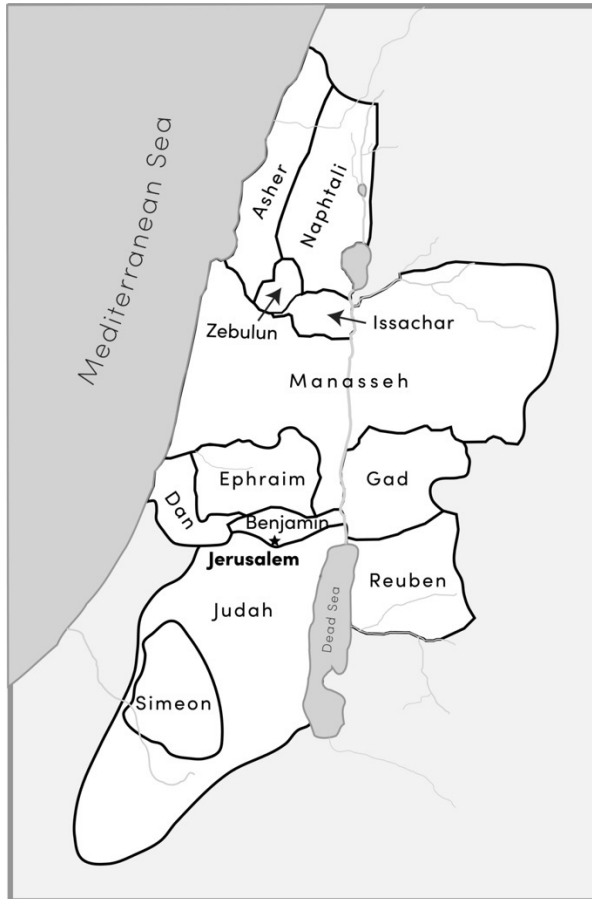 Mediterranean Sea
Asher
Naphtali
Zebulun
Issachar
Manasseh
Ephraim
Gad
Dan
Benjamin
Jerusalem
Reuben
Judah
Dead Sea
Simeon